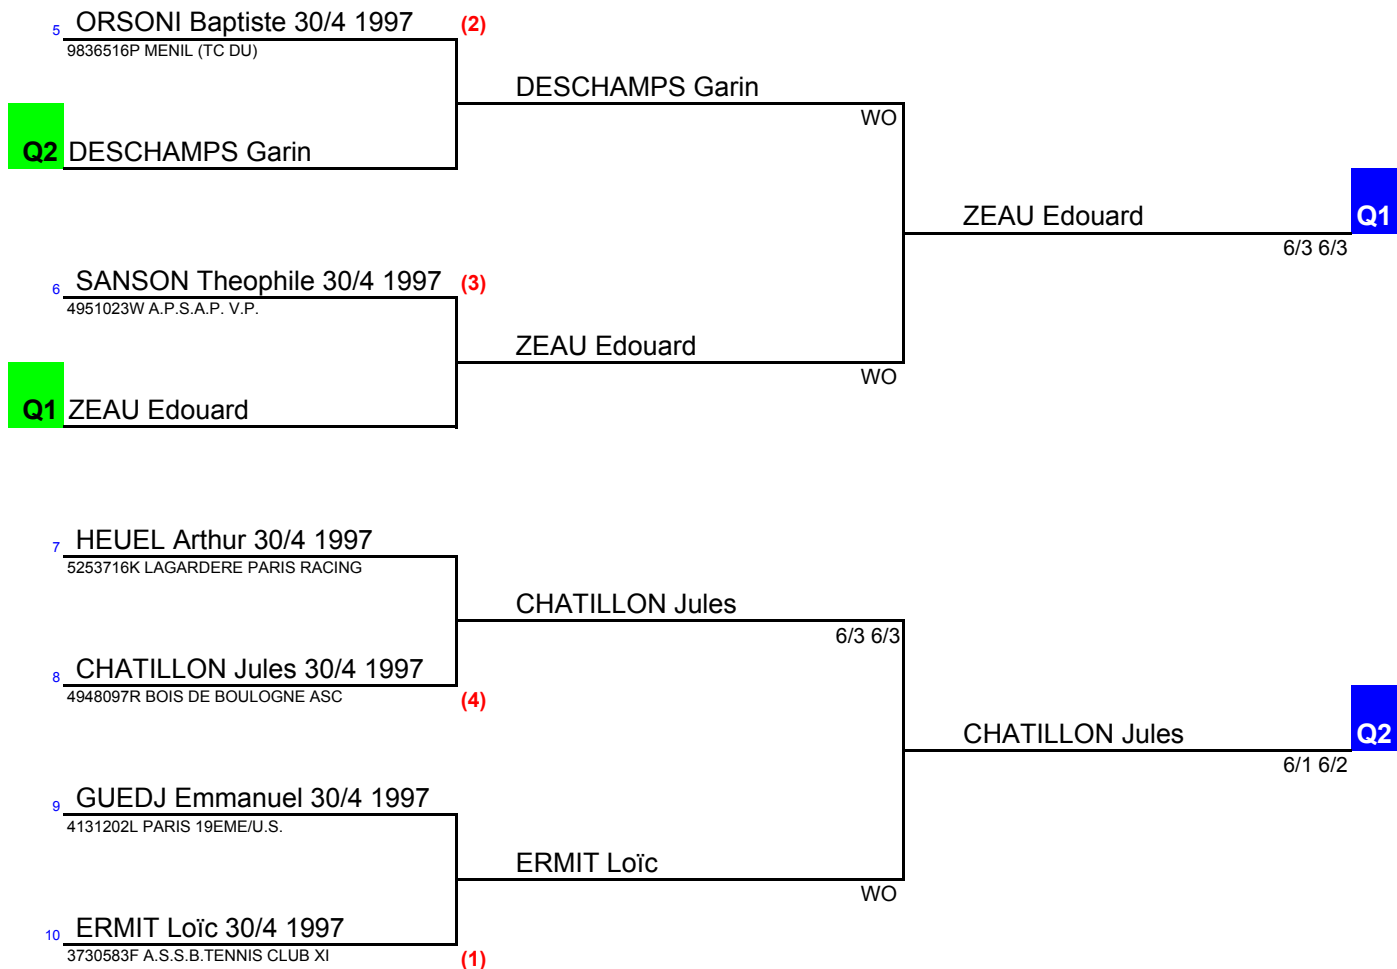 5 ORSONI Baptiste 30/4 1997 (2)
9836516P MENIL (TC DU)
DESCHAMPS Garin
WO
Q2 DESCHAMPS Garin
ZEAU Edouard Q1
6/3 6/3
6 SANSON Theophile 30/4 1997 (3)
4951023W A.P.S.A.P. V.P.
ZEAU Edouard
WO
Q1 ZEAU Edouard
7 HEUEL Arthur 30/4 1997
5253716K LAGARDERE PARIS RACING
CHATILLON Jules
6/3 6/3
8 CHATILLON Jules 30/4 1997
4948097R BOIS DE BOULOGNE ASC (4)
CHATILLON Jules Q2
6/1 6/2
9 GUEDJ Emmanuel 30/4 1997
4131202L PARIS 19EME/U.S.
ERMIT Loïc
WO
10 ERMIT Loïc 30/4 1997
3730583F A.S.S.B.TENNIS CLUB XI (1)